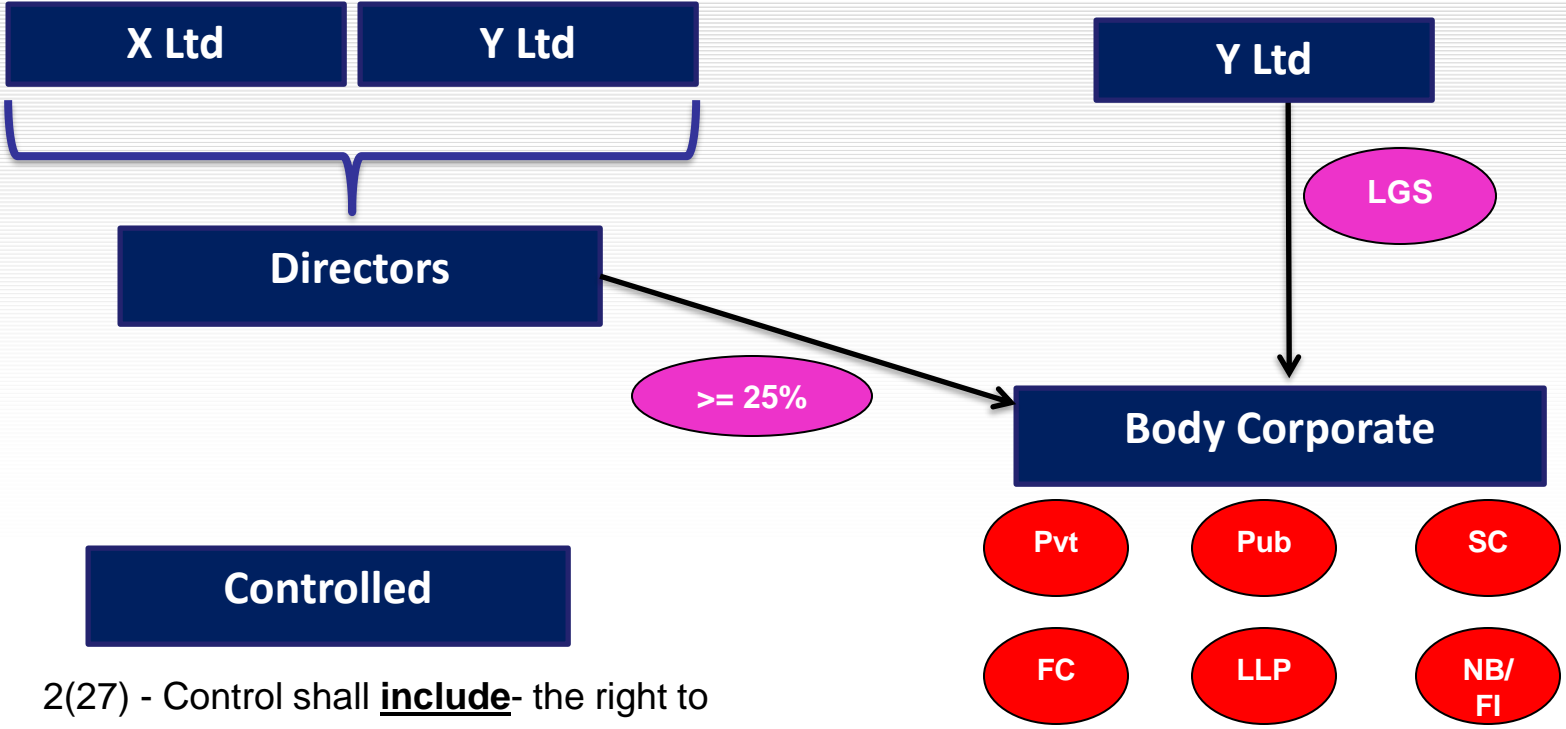 X Ltd
Y Ltd
Y Ltd
LGS
Directors
>= 25%
Body Corporate
Pvt
Pub
SC
Controlled
FC
LLP
NB/
FI
2(27) - Control shall include- the right to